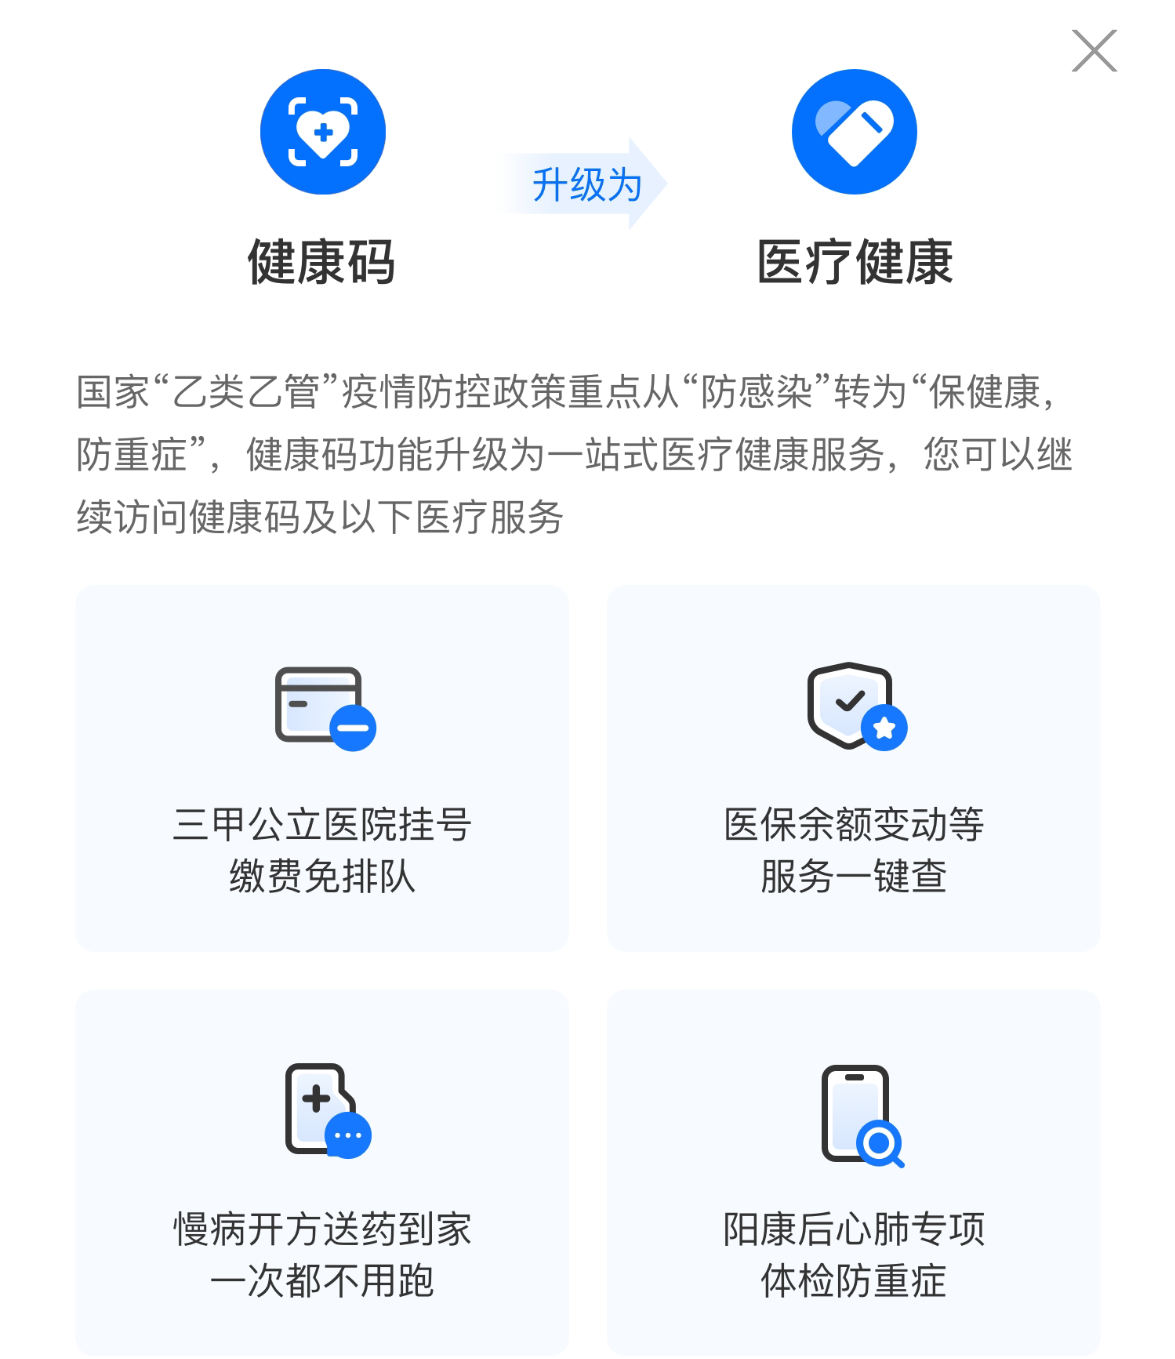 升级为
健康码
医疗健康
国家“乙类乙管”疫情防控政策重点从“防感染”转为“保健康，
防重症”，健康码功能升级为一站式医疗健康服务，您可以继
续访问健康码及以下医疗服务
三甲公立医院挂号
缴费免排队
医保余额变动等
服务一键查
慢病开方送药到家
一次都不用跑
阳康后心肺专项
体检防重症